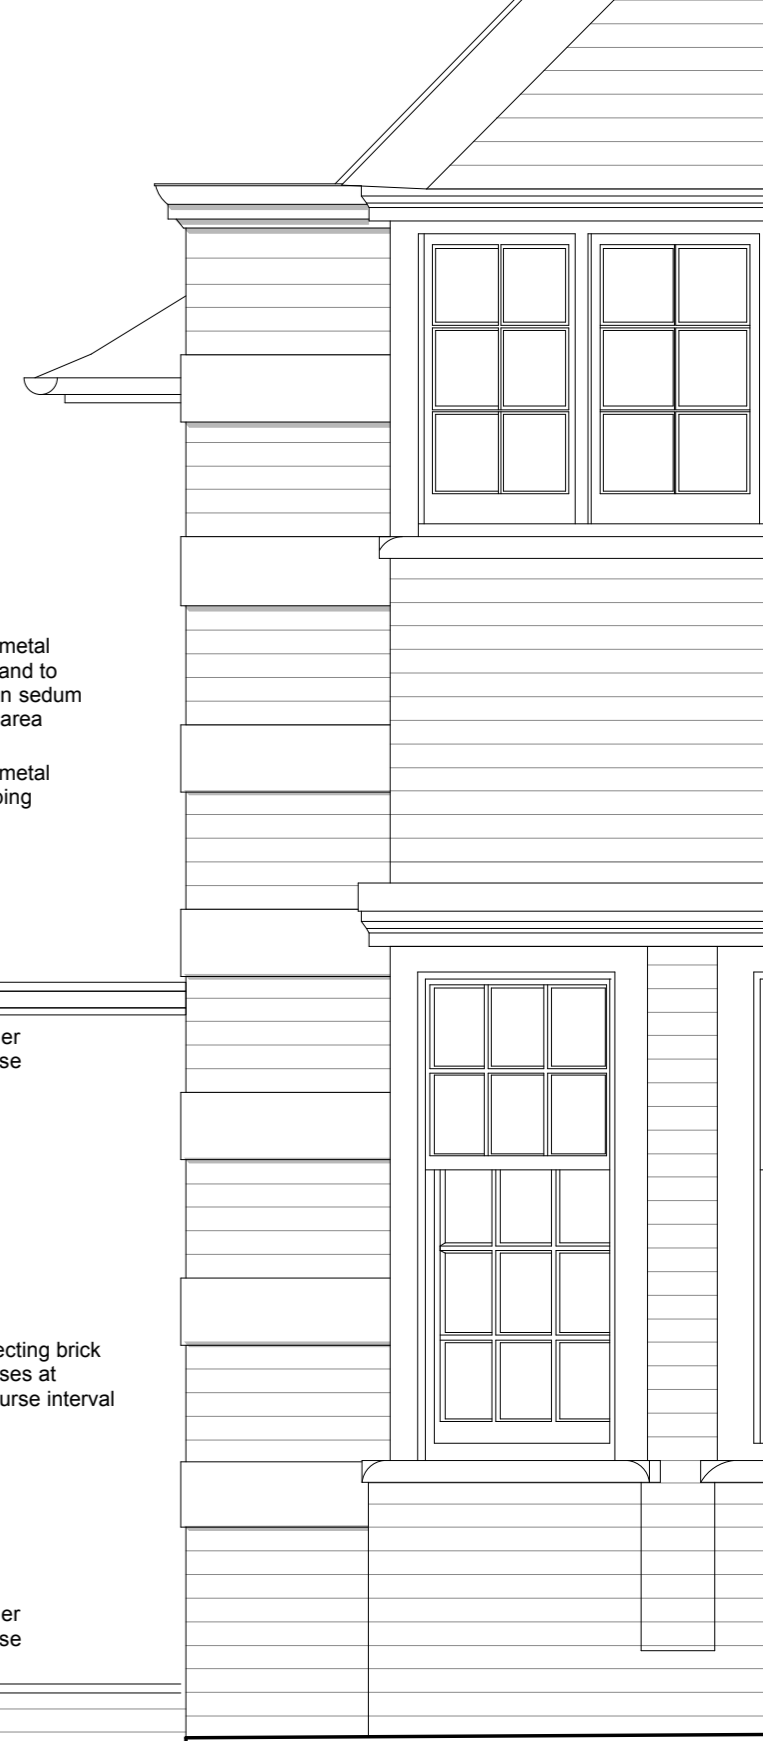 metal
and to
n sedum
area
metal
ping
er
se
ecting brick
ses at
urse interval
er
se